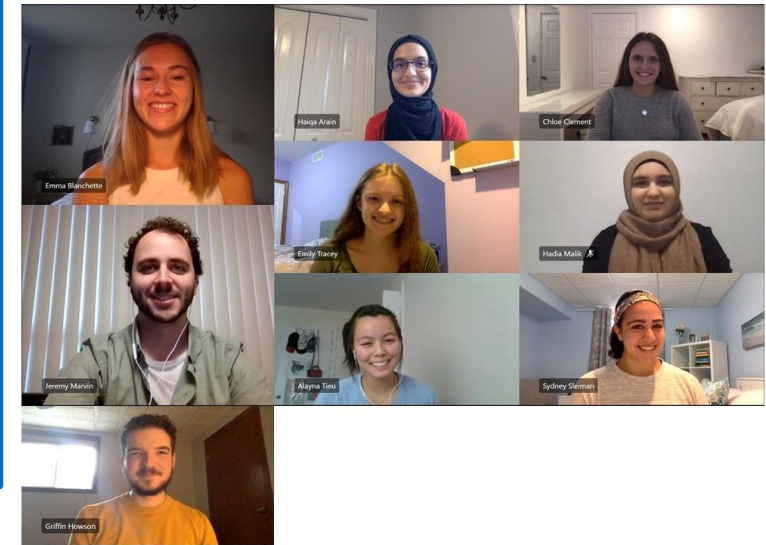 Emma Blanchette
Haiqa Arain
Chloe Clement
Emily Tracey
Hadia Malik
Jeremy Marvin
Alayna Tieu
Sydney Sleiman
Griffin Howson